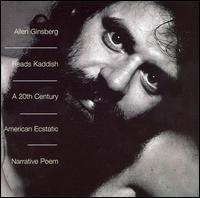 Allen Ginsberg
Reads Kaddish
A 20th Century
American Ecstatic
Narrative Poem